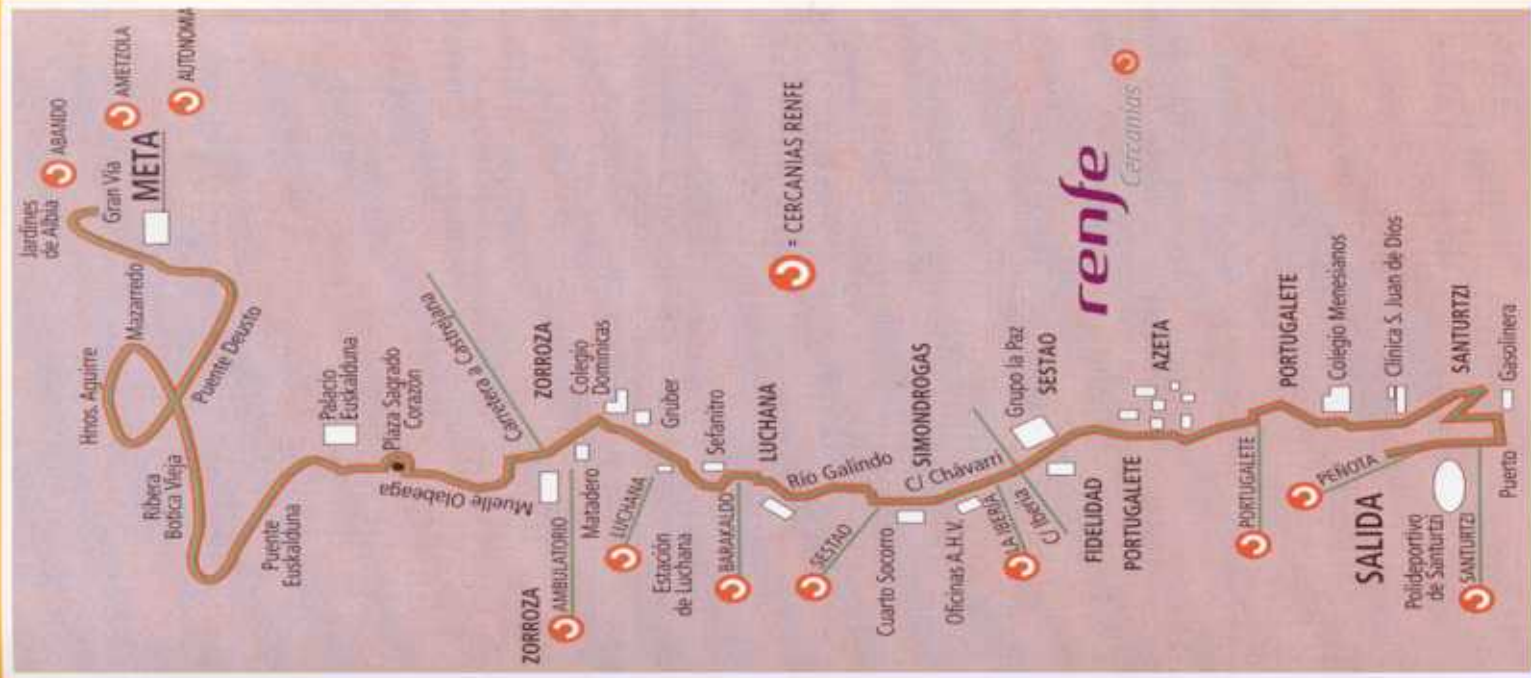 Jardines
de Albia
ABANDO
AMETZOLA
AUTONOMIA
Gran Vía
META
Hnos. Aguirre
Mazarredo
Puente Deusto
Ribera
Botica Vieja
Puente
Euskalduna
Palacio
Euskalduna
Plaza Sagrado
Corazón
Muelle Olabeaga
Carretera a Castrejana
ZORROZA
Colegio
Dominicas
Gruber
Sefanitro
LUCHANA
ZORROZA
AMBULATORIO
Matadero
LUCHANA
Estación
de Luchana
BARAKALDO
= CERCANIAS RENFE
Río Galindo
SESTAO
Cuarto Socorro
SIMONDROGAS
C/ Chávarri
Oficinas A.H.V.
LA IBERIA
C/ Iberia
Grupo la Paz
SESTAO
renfe
Cercanías
FIDELIDAD
PORTUGALETE
AZETA
PORTUGALETE
PORTUGALETE
Colegio Menesianos
PEÑOTA
Clínica S. Juan de Dios
SALIDA
Polideportivo
de Santurtzi
SANTURTZI
SANTURTZI
Puerto
Gasolinera